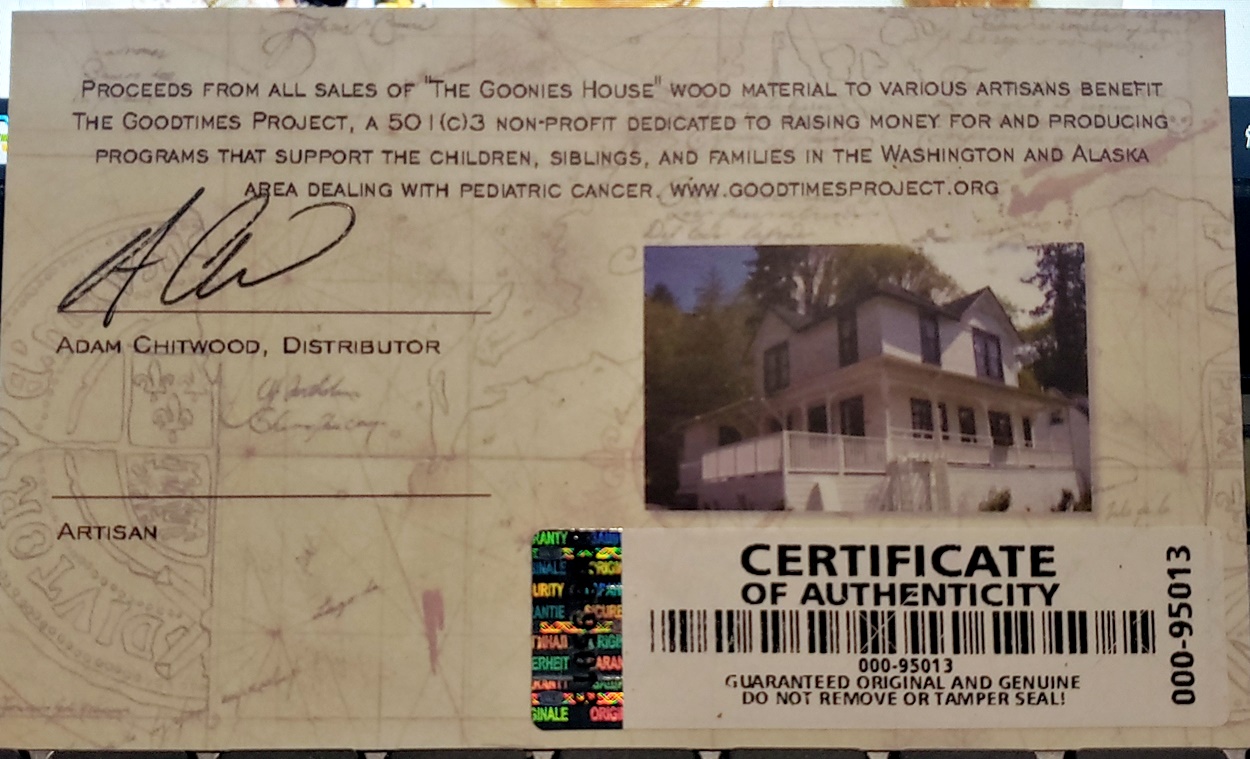 PROCEEDS FROM ALL SALES OF "THE GOONIES HOUSE" WOOD MATERIAL TO VARIOUS ARTISANS BENEFIT
THE GOODTIMES PROJECT, A 501(C)3 NON-PROFIT DEDICATED TO RAISING MONEY FOR AND PRODUCING
PROGRAMS THAT SUPPORT THE CHILDREN, SIBLINGS, AND FAMILIES IN THE WASHINGTON AND ALASKA
AREA DEALING WITH PEDIATRIC CANCER. WWW.GOODTIMESPROJECT.ORG
ADAM CHITWOOD, DISTRIBUTOR
ARTISAN
CERTIFICATE
OF AUTHENTICITY
000-95013
GUARANTEED ORIGINAL AND GENUINE
DO NOT REMOVE OR TAMPER SEAL!
000-95013